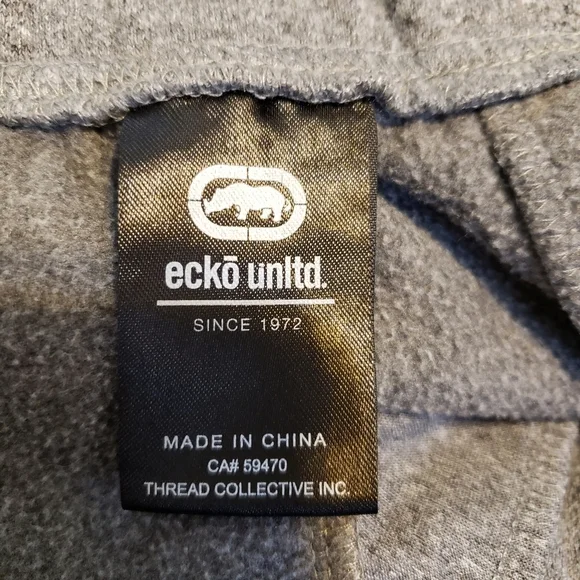 eckō unltd.
SINCE 1972
MADE IN CHINA
CA# 59470
THREAD COLLECTIVE INC.